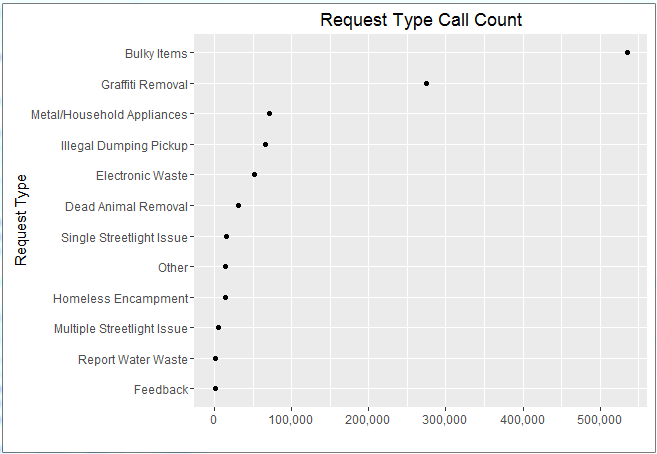 Request Type Call Count
Request Type
Bulky Items
Graffiti Removal
Metal/Household Appliances
Illegal Dumping Pickup
Electronic Waste
Dead Animal Removal
Single Streetlight Issue
Other
Homeless Encampment
Multiple Streetlight Issue
Report Water Waste
Feedback
0 100,000 200,000 300,000 400,000 500,000